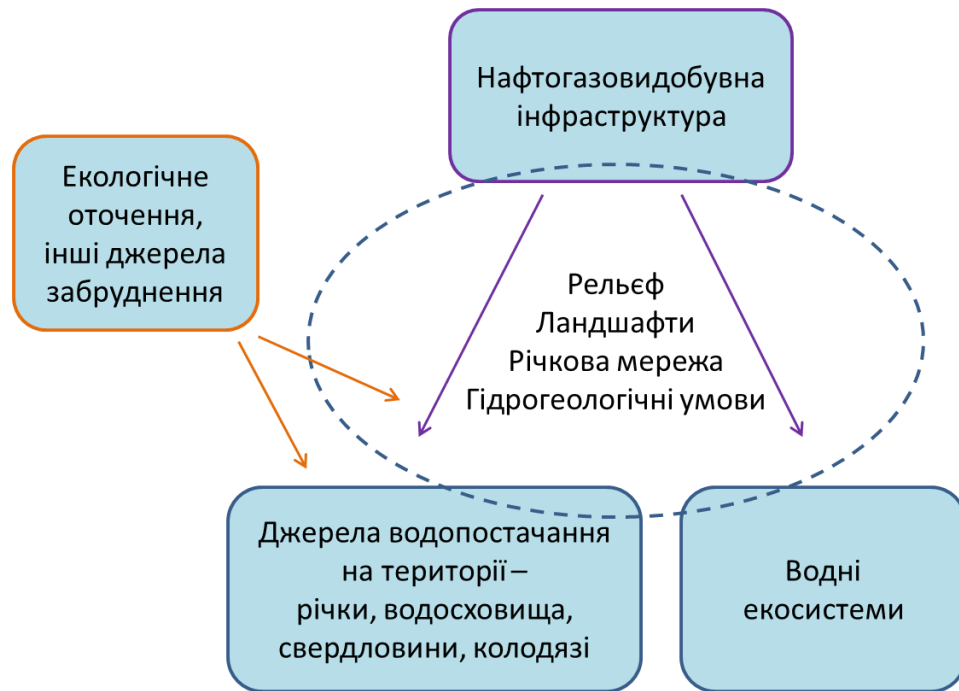 Нафтогазовидобувна
інфраструктура
Екологічне
оточення,
інші джерела
забруднення
Рельєф
Ландшафти
Річкова мережа
Гідрогеологічні умови
Джерела водопостачання
на території –
річки, водосховища,
свердловини, колодязі
Водні
екосистеми